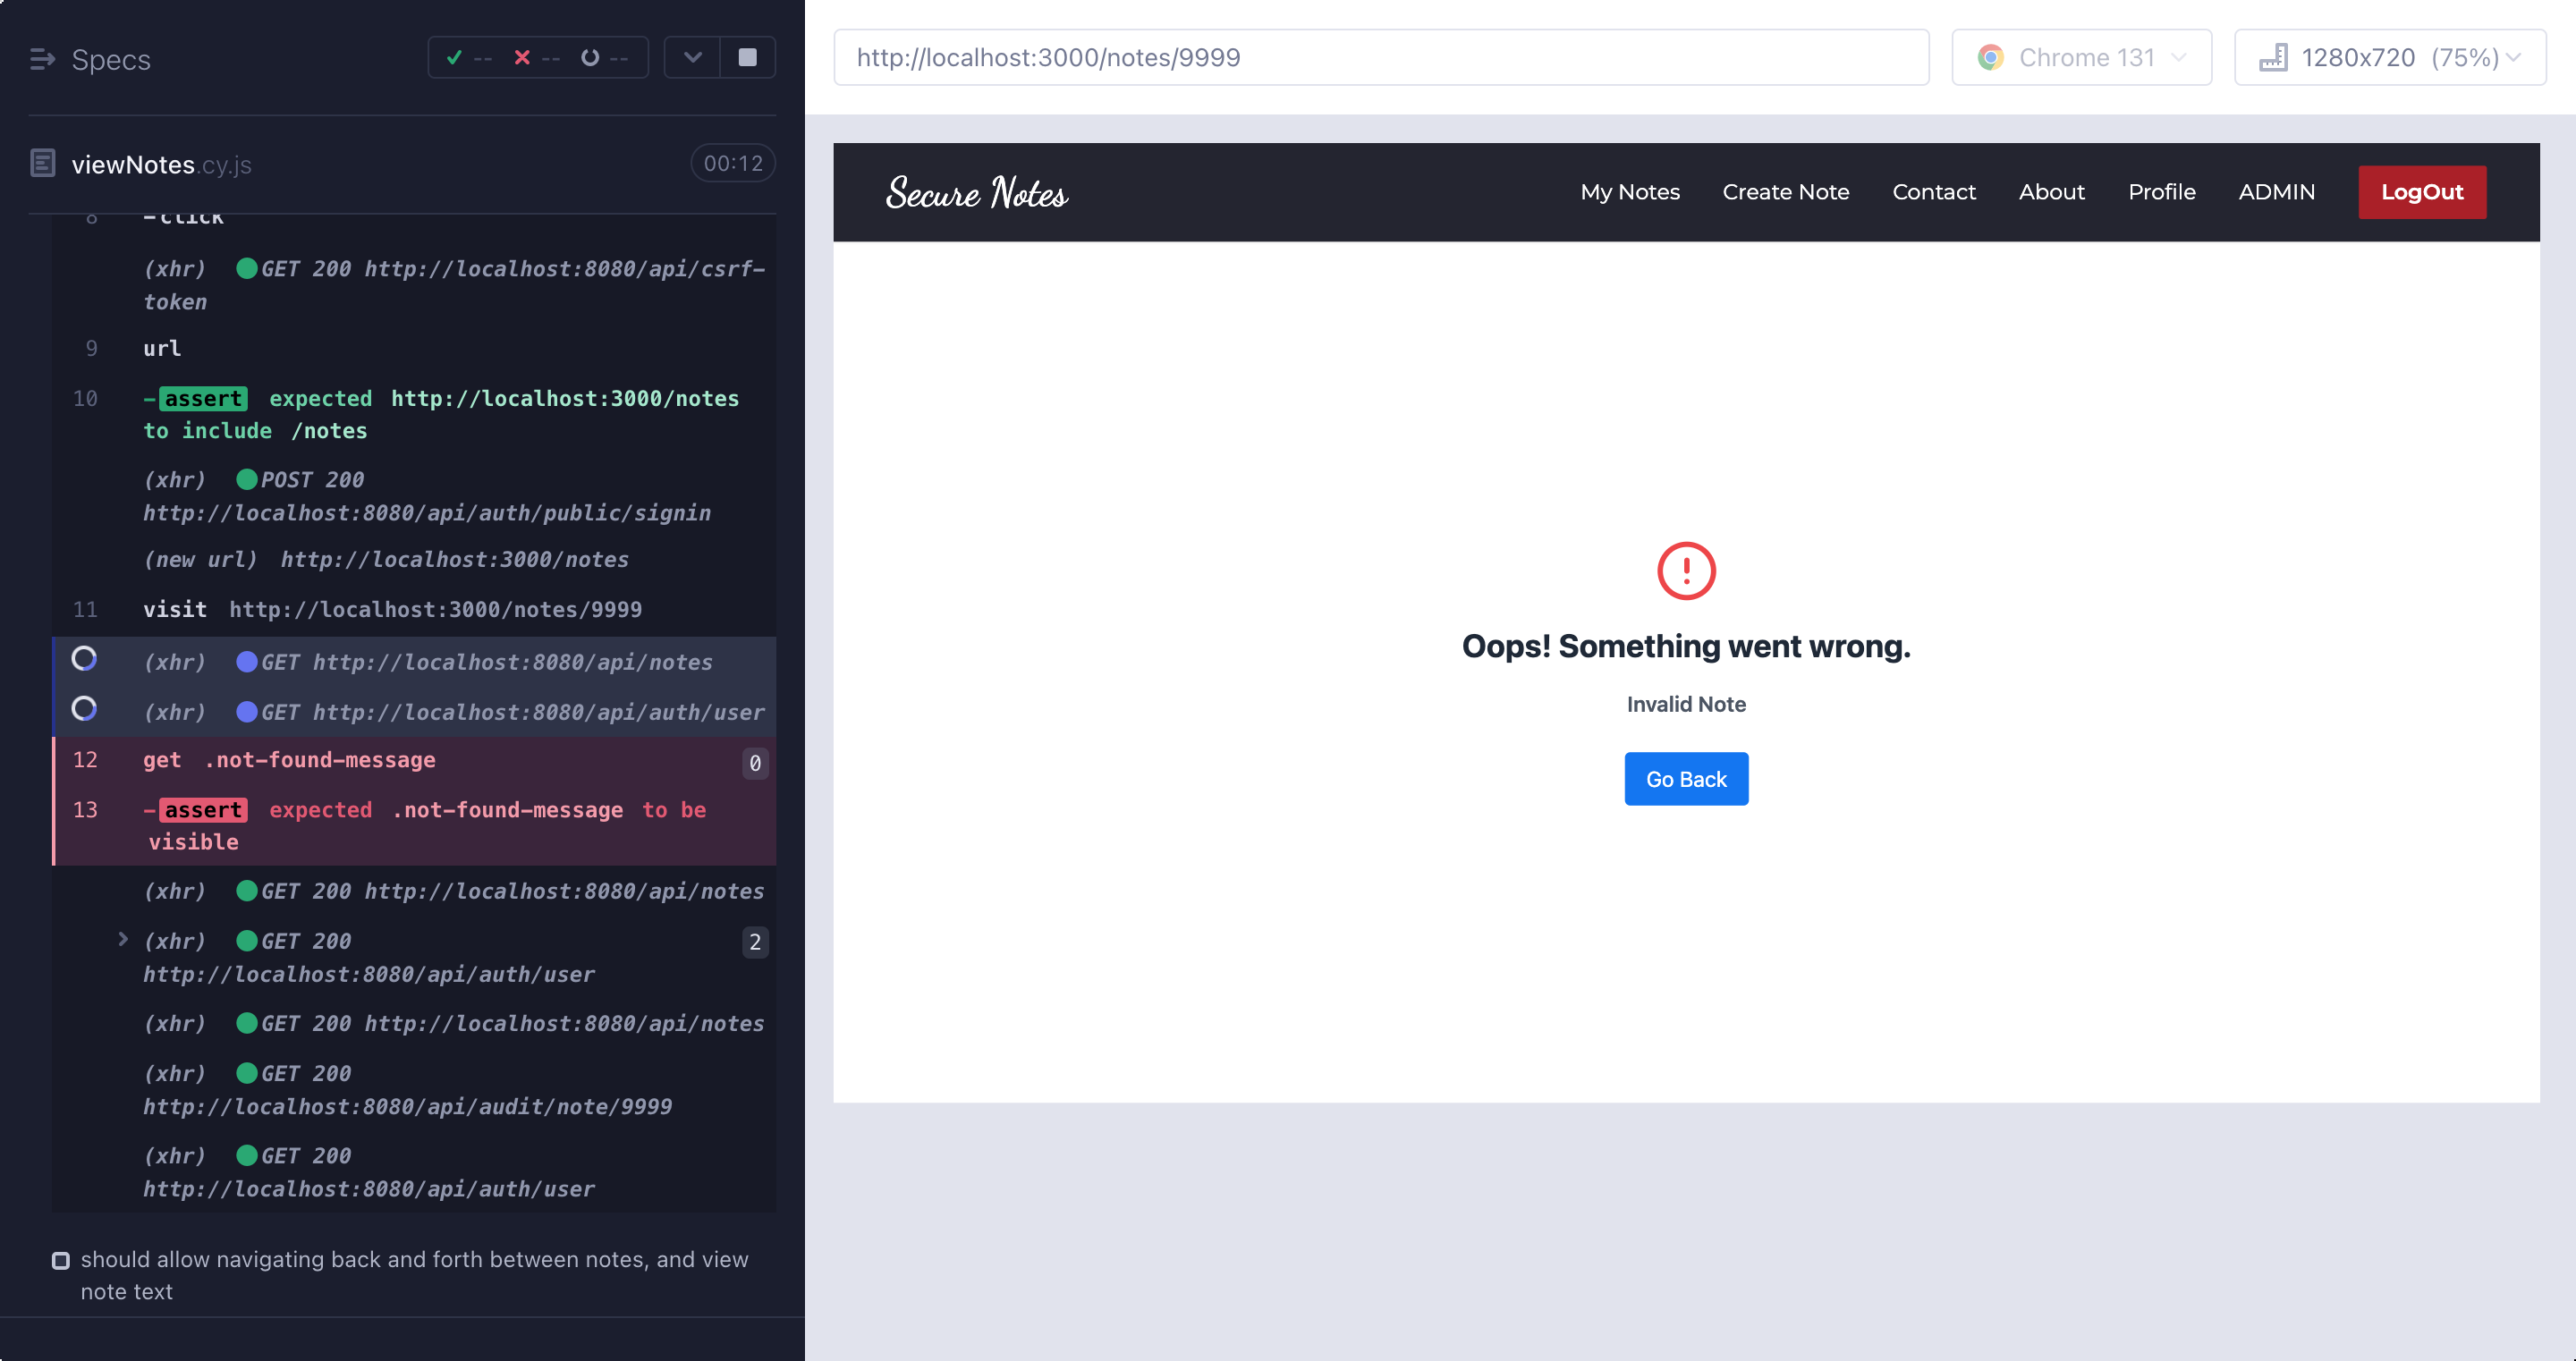 Specs
-- -- --
viewNotes.cy.js
00:12
8 -click
(xhr) GET 200 http://localhost:8080/api/csrf-
token
9 url
10 -assert expected http://localhost:3000/notes
to include /notes
(xhr) POST 200
http://localhost:8080/api/auth/public/signin
(new url) http://localhost:3000/notes
11 visit http://localhost:3000/notes/9999
(xhr) GET http://localhost:8080/api/notes
(xhr) GET http://localhost:8080/api/auth/user
12 get .not-found-message 0
13 -assert expected .not-found-message to be
visible
(xhr) GET 200 http://localhost:8080/api/notes
(xhr) GET 200 2
http://localhost:8080/api/auth/user
(xhr) GET 200 http://localhost:8080/api/notes
(xhr) GET 200
http://localhost:8080/api/audit/note/9999
(xhr) GET 200
http://localhost:8080/api/auth/user
should allow navigating back and forth between notes, and view
note text
http://localhost:3000/notes/9999
Chrome 131
1280x720 (75%)
Secure Notes
My Notes Create Note Contact About Profile ADMIN LogOut
Oops! Something went wrong.
Invalid Note
Go Back